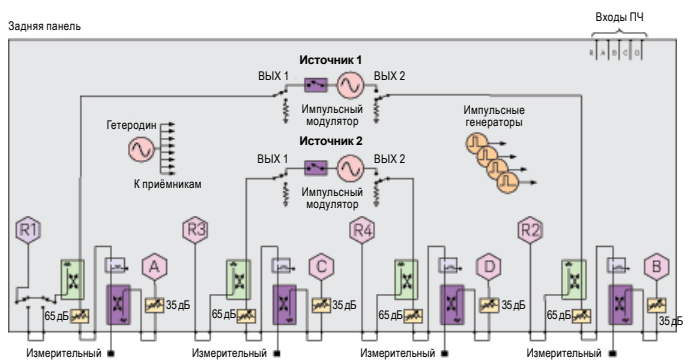 Задняя панель
Входы ПЧ
R A B C D
Источник 1
ВЫХ 1
ВЫХ 2
Импульсный
модулятор
Гетеродин
К приёмникам
Импульсные
генераторы
Источник 2
ВЫХ 1
ВЫХ 2
Импульсный
модулятор
R1
A
R3
C
R4
D
R2
B
65 дБ
35 дБ
65 дБ
35 дБ
65 дБ
35 дБ
65 дБ
35 дБ
Измерительный
Измерительный
Измерительный
Измерительный